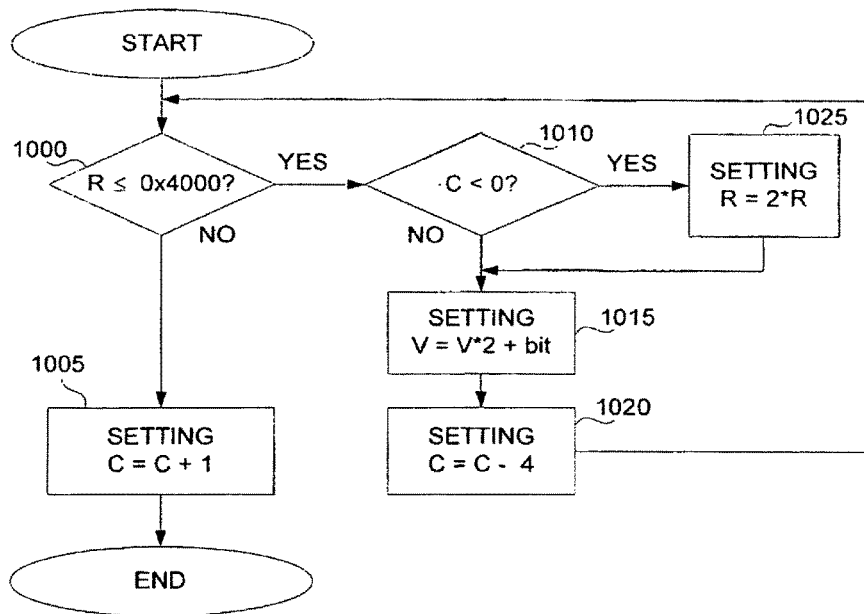 START
1000
R ≤ 0x4000?
YES
NO
1010
C < 0?
YES
NO
1025
SETTING
R = 2*R
SETTING
V = V*2 + bit
1015
1005
SETTING
C = C + 1
SETTING
C = C - 4
1020
END